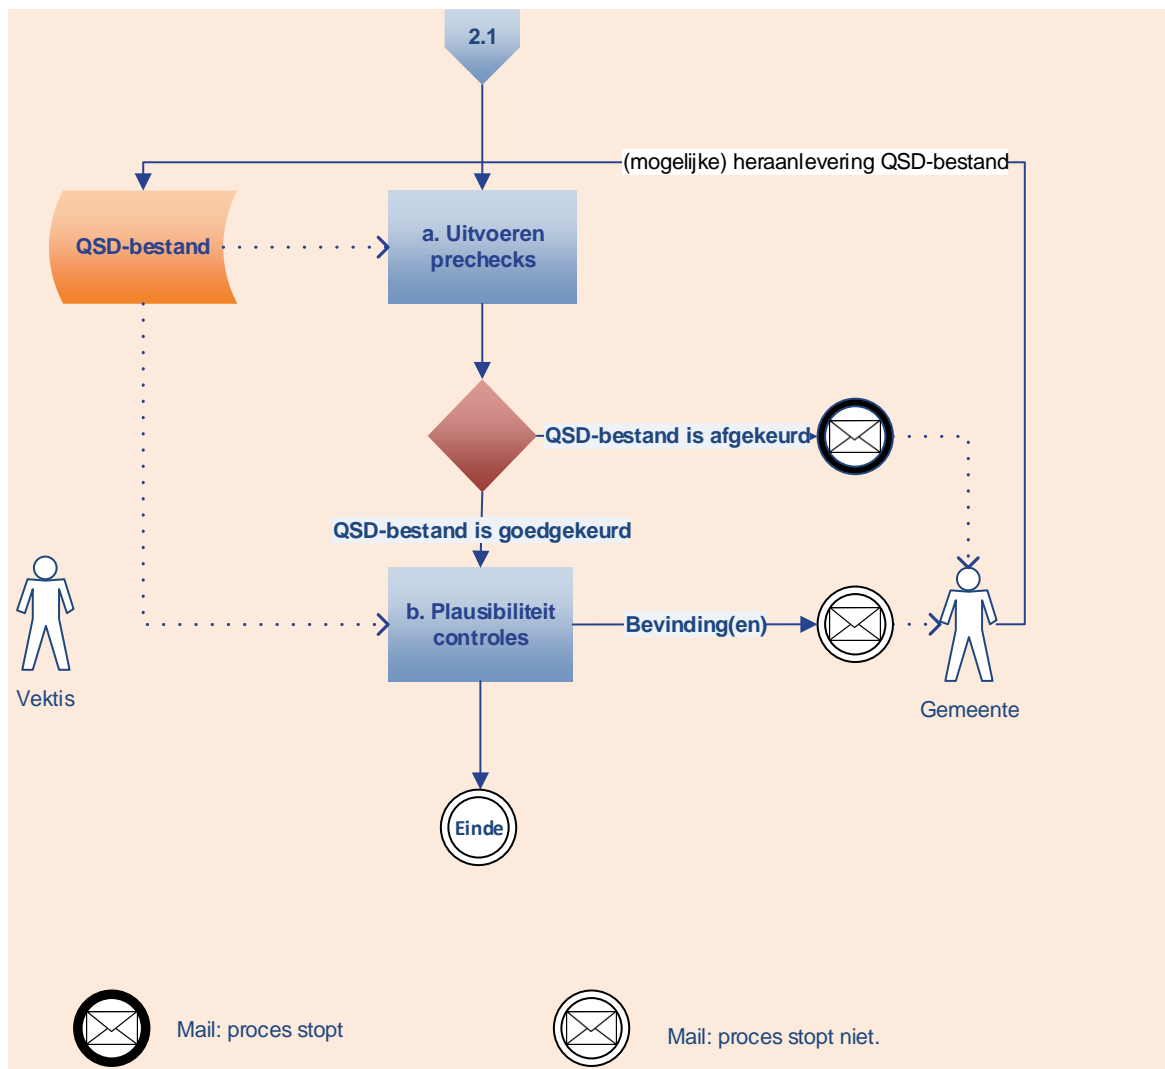 2.1
(mogelijke) heraanlevering QSD-bestand
QSD-bestand
a. Uitvoeren
prechecks
QSD-bestand is afgekeurd
QSD-bestand is goedgekeurd
b. Plausibiliteit
controles
Bevinding(en)
Vektis
Gemeente
Einde
Mail: proces stopt
Mail: proces stopt niet.